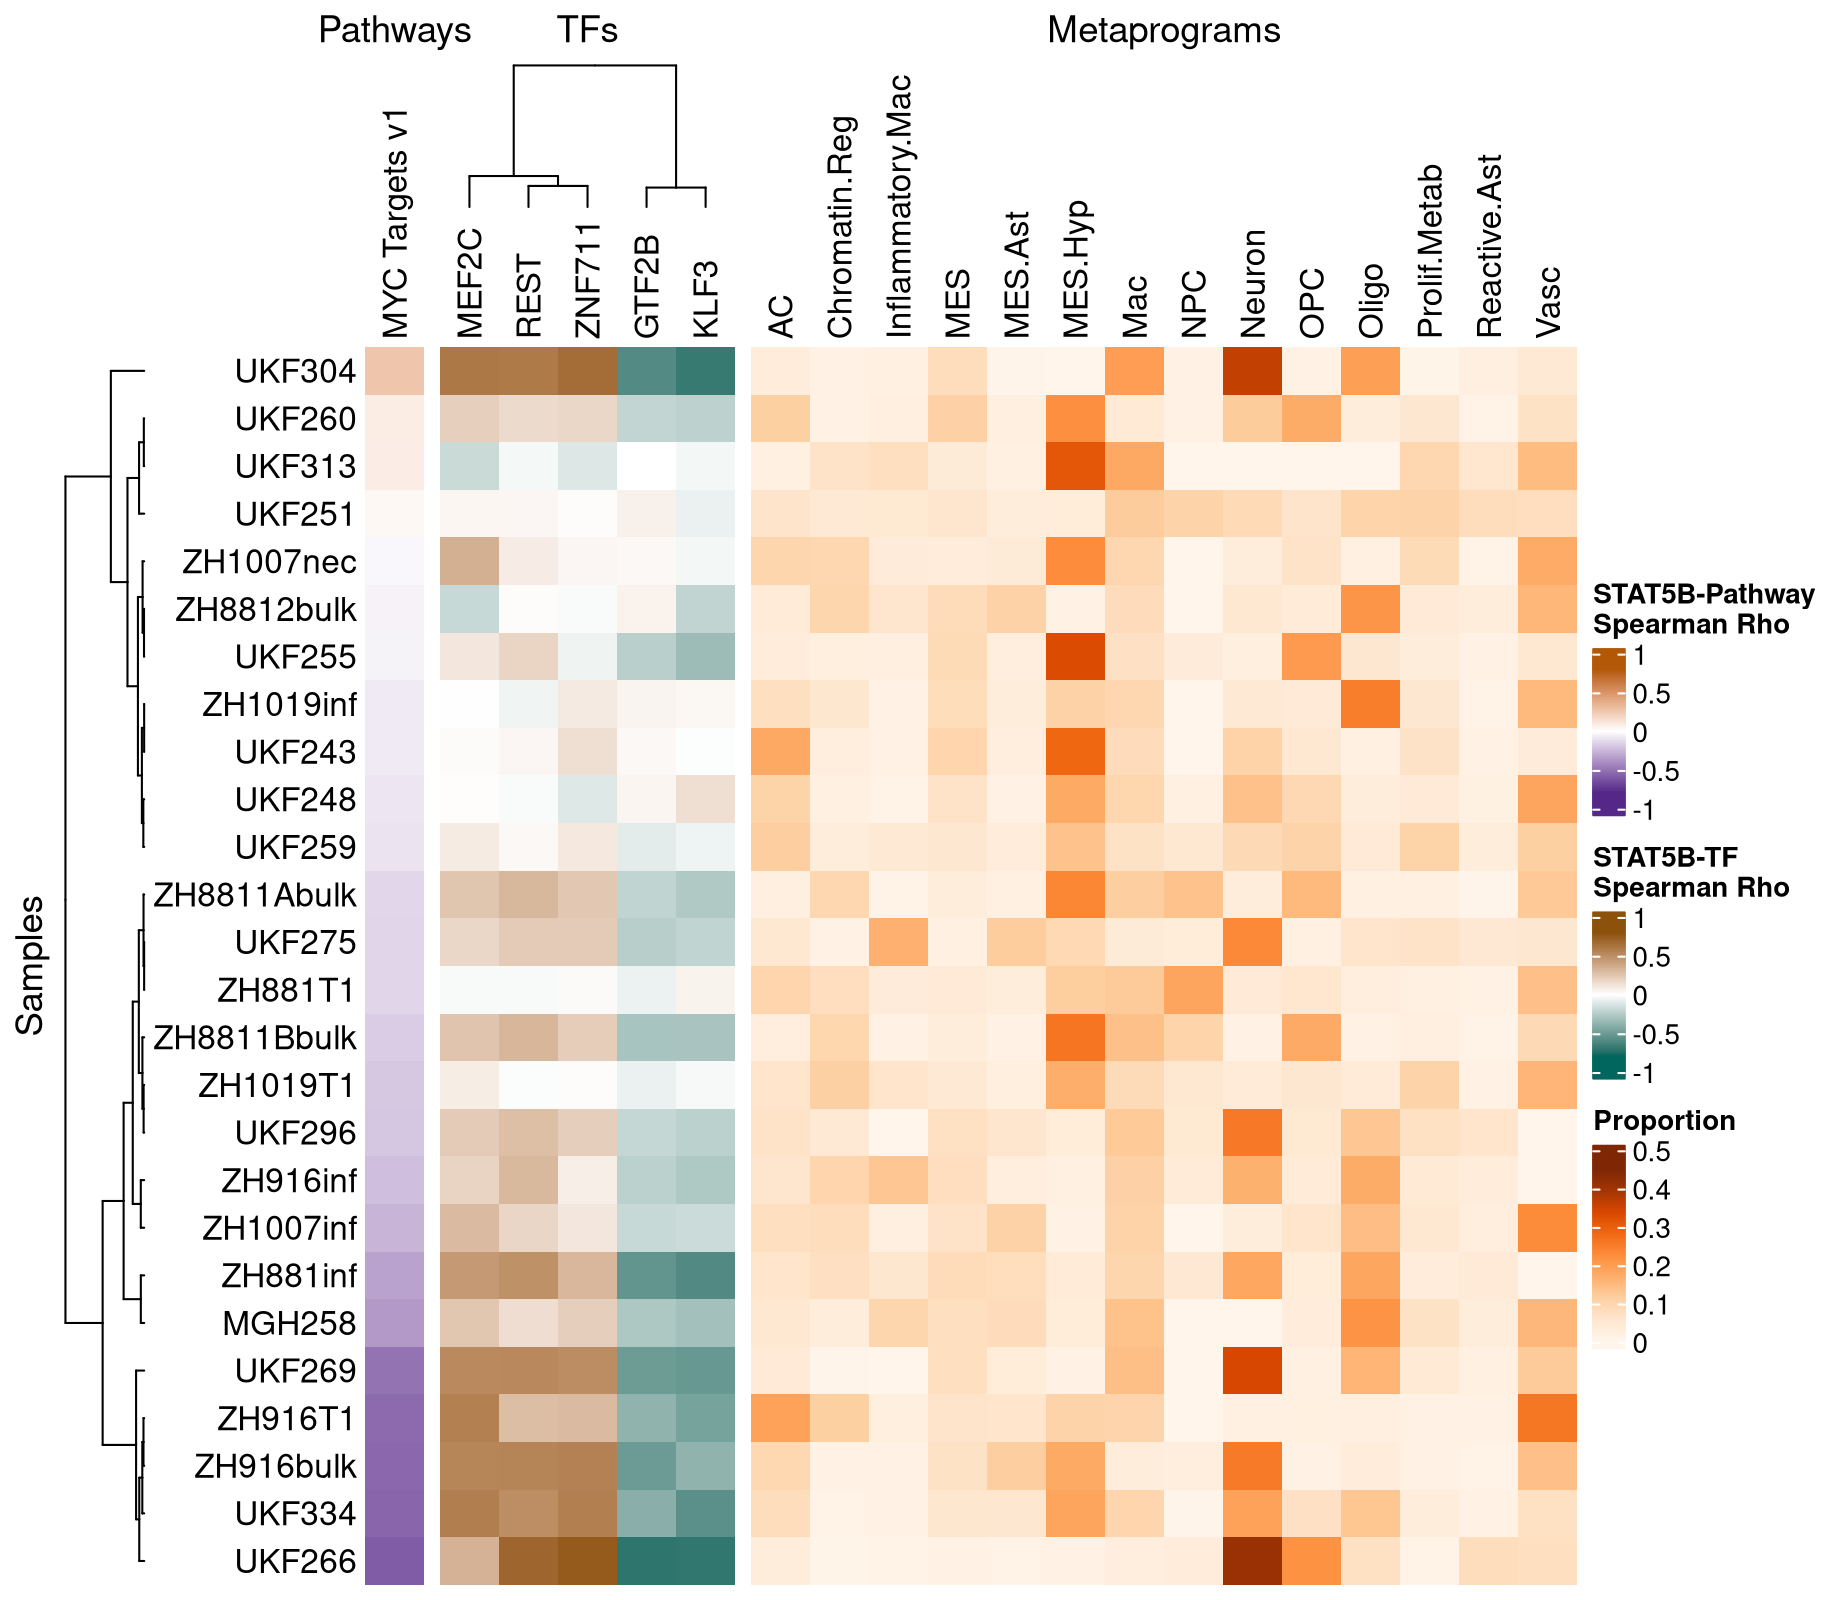 Pathways
TFs
Metaprograms
MYC Targets v1
MEF2C
REST
ZNF711
GTF2B
KLF3
AC
Chromatin.Reg
Inflammatory.Mac
MES
MES.Ast
MES.Hyp
Mac
NPC
Neuron
OPC
Oligo
Prolif.Metab
Reactive.Ast
Vasc
Samples
UKF304
UKF260
UKF313
UKF251
ZH1007nec
ZH8812bulk
UKF255
ZH1019inf
UKF243
UKF248
UKF259
ZH8811Abulk
UKF275
ZH881T1
ZH8811Bbulk
ZH1019T1
UKF296
ZH916inf
ZH1007inf
ZH881inf
MGH258
UKF269
ZH916T1
ZH916bulk
UKF334
UKF266
STAT5B-Pathway
Spearman Rho
1
0.5
0
-0.5
-1
STAT5B-TF
Spearman Rho
1
0.5
0
-0.5
-1
Proportion
0.5
0.4
0.3
0.2
0.1
0